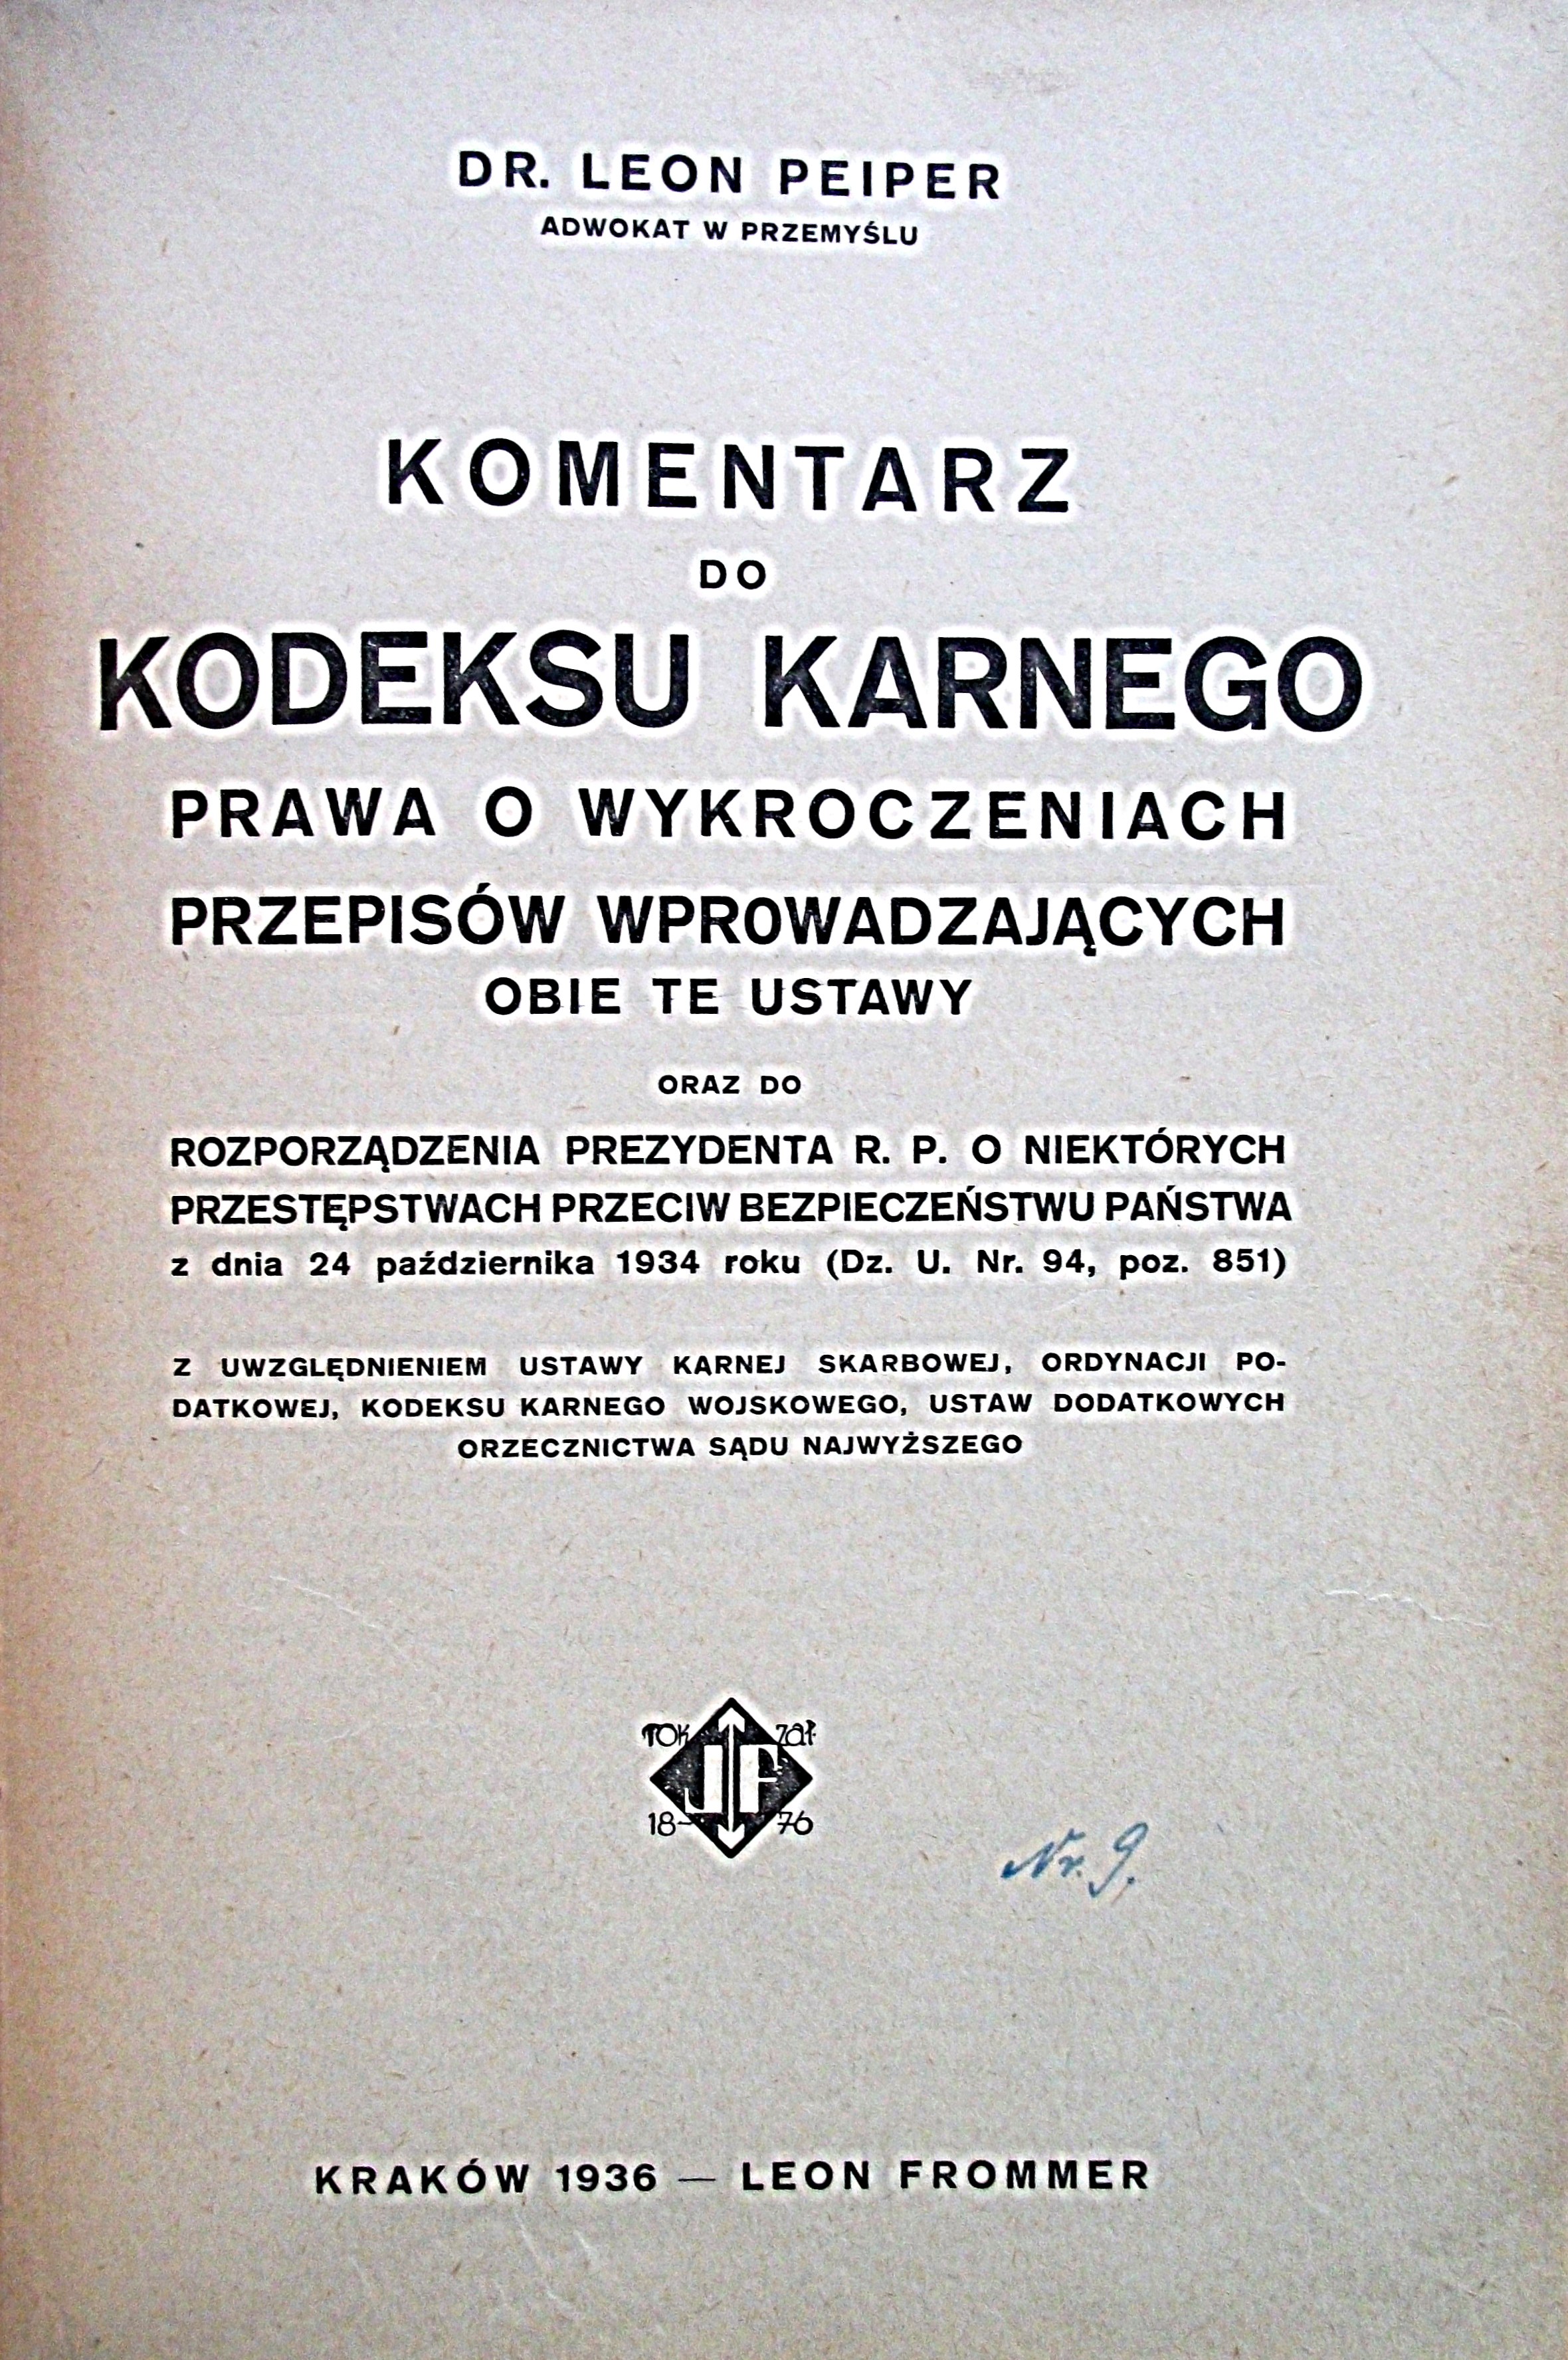 DR. LEON PEIPER
ADWOKAT W PRZEMYŚLU
KOMENTARZ
DO
KODEKSU KARNEGO
PRAWA O WYKROCZENIACH
PRZEPISÓW WPROWADZAJĄCYCH
OBIE TE USTAWY
ORAZ DO
ROZPORZĄDZENIA PREZYDENTA R. P. O NIEKTÓRYCH
PRZESTĘPSTWACH PRZECIW BEZPIECZEŃSTWU PAŃSTWA
z dnia 24 października 1934 roku (Dz. U. Nr. 94, poz. 851)
Z UWZGLĘDNIENIEM USTAWY KARNEJ SKARBOWEJ, ORDYNACJI PO-
DATKOWEJ, KODEKSU KARNEGO WOJSKOWEGO, USTAW DODATKOWYCH
ORZECZNICTWA SĄDU NAJWYŻSZEGO
rok zał.
JF
18-76
Nr. 9.
KRAKÓW 1936 — LEON FROMMER